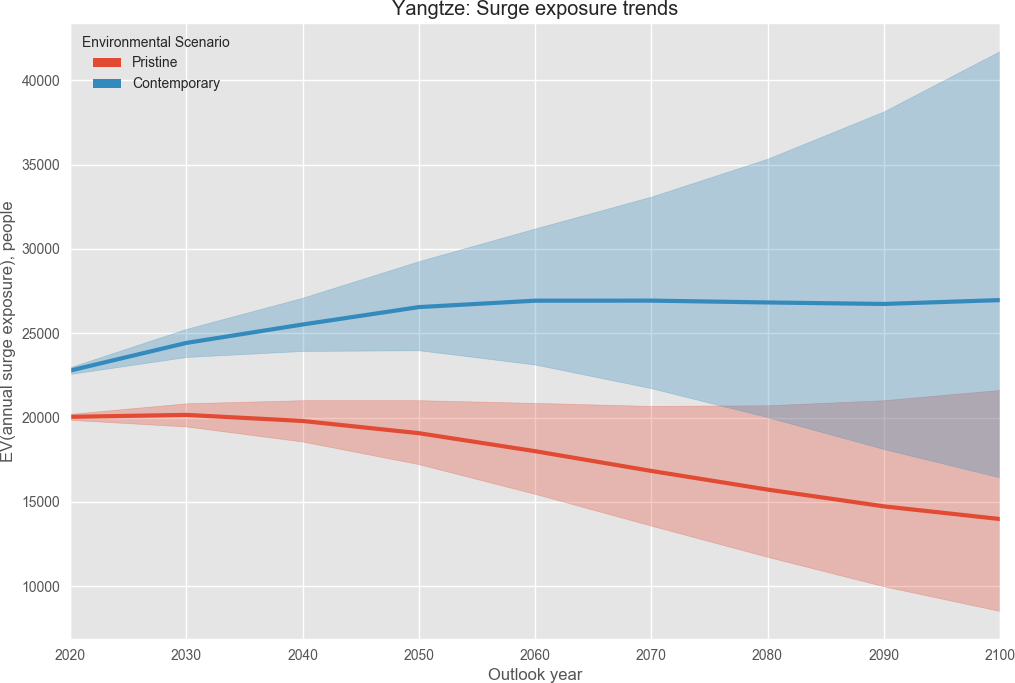 Yangtze: Surge exposure trends
Environmental Scenario
Pristine
Contemporary
EV(annual surge exposure), people
40000
35000
30000
25000
20000
15000
10000
2020 2030 2040 2050 2060 2070 2080 2090 2100
Outlook year